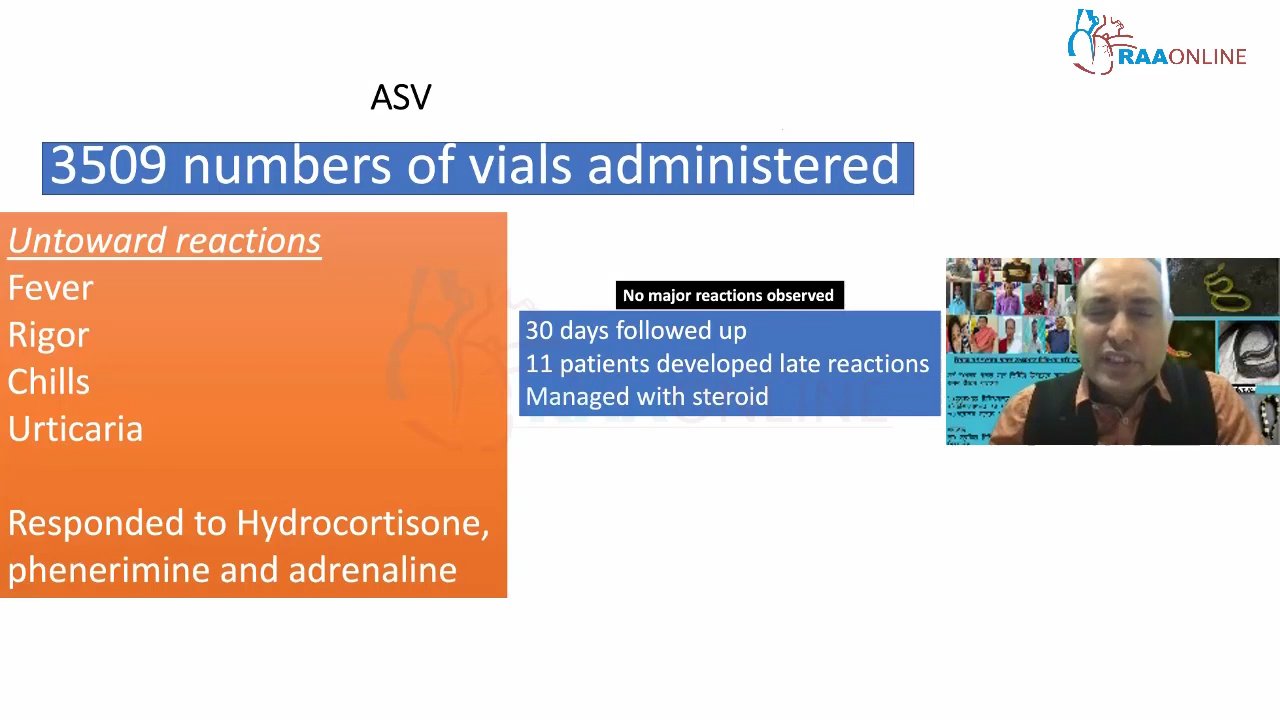 RAAONLINE
ASV
3509 numbers of vials administered
Untoward reactions
Fever
Rigor
Chills
Urticaria
Responded to Hydrocortisone,
phenerimine and adrenaline
No major reactions observed
30 days followed up
11 patients developed late reactions
Managed with steroid